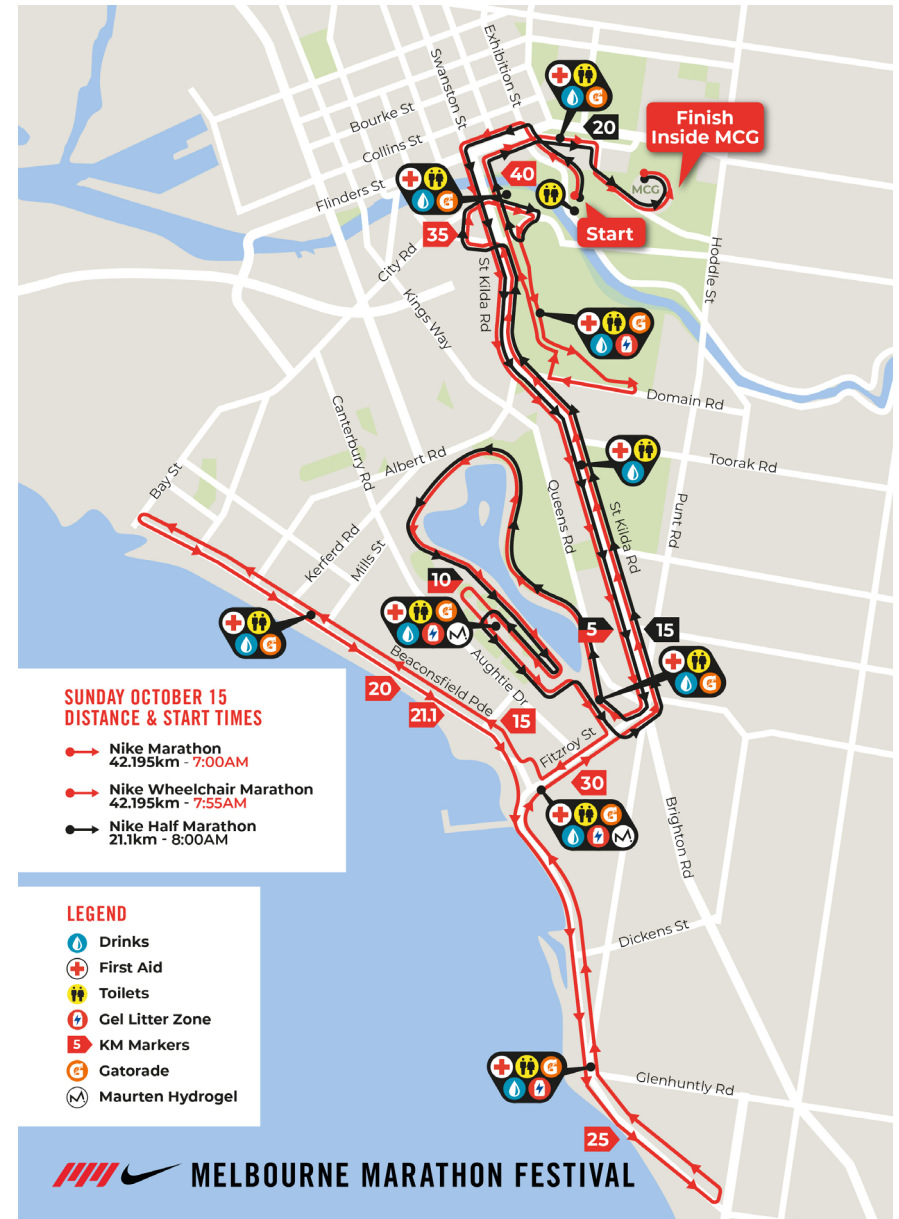 Exhibition St
Swanston St
Bourke St
Collins St
Flinders St
20
Finish
Inside MCG
MCG
40
Start
35
City Rd
St Kilda Rd
Kings Way
Hoddle St
Domain Rd
Canterbury Rd
Albert Rd
Toorak Rd
Bay St
Queens Rd
St Kilda Rd
Punt Rd
Kerferd Rd
Mills St
10
5
15
Aughtie Dr
Beaconsfield Pde
20
21.1
15
Fitzroy St
30
Brighton Rd
Dickens St
Glenhuntly Rd
25
SUNDAY OCTOBER 15
DISTANCE & START TIMES
Nike Marathon
42.195km - 7:00AM
Nike Wheelchair Marathon
42.195km - 7:55AM
Nike Half Marathon
21.1km - 8:00AM
LEGEND
Drinks
First Aid
Toilets
Gel Litter Zone
5 KM Markers
Gatorade
Maurten Hydrogel
MELBOURNE MARATHON FESTIVAL